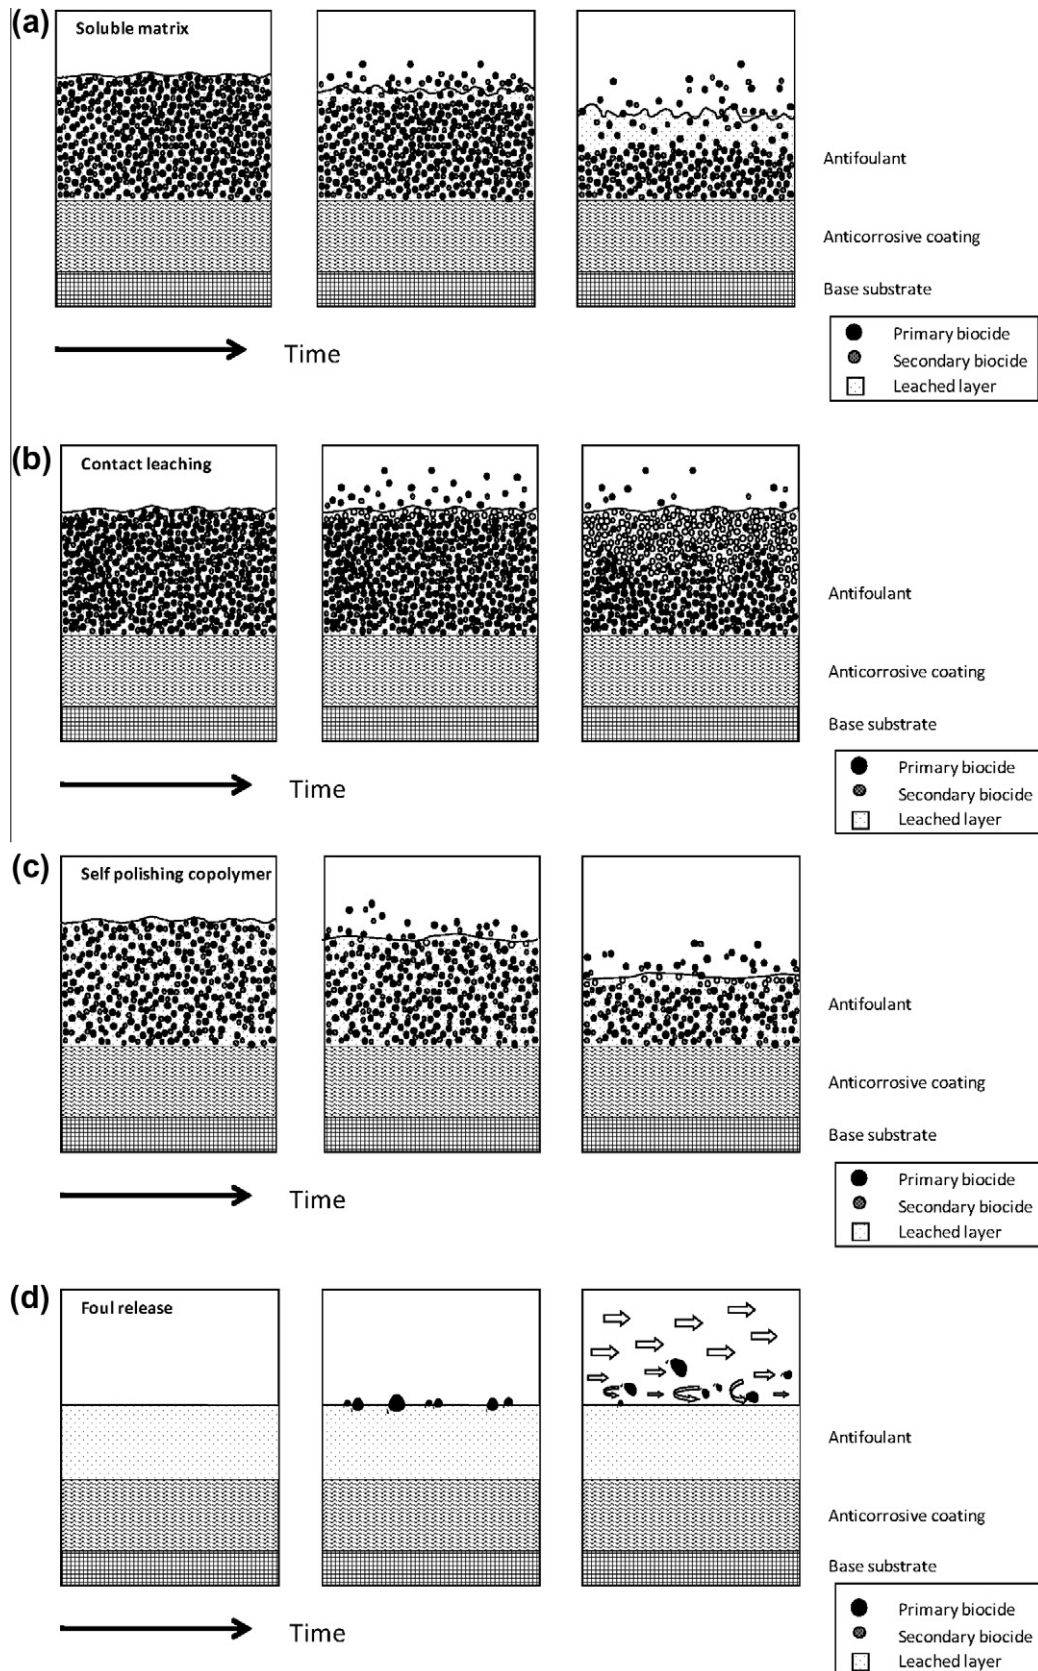 (a)
Soluble matrix
Antifoulant
Anticorrosive coating
Base substrate
Primary biocide
Secondary biocide
Leached layer
Time
(b)
Contact leaching
Antifoulant
Anticorrosive coating
Base substrate
Primary biocide
Secondary biocide
Leached layer
Time
(c)
Self polishing copolymer
Antifoulant
Anticorrosive coating
Base substrate
Primary biocide
Secondary biocide
Leached layer
Time
(d)
Foul release
Antifoulant
Anticorrosive coating
Base substrate
Primary biocide
Secondary biocide
Leached layer
Time